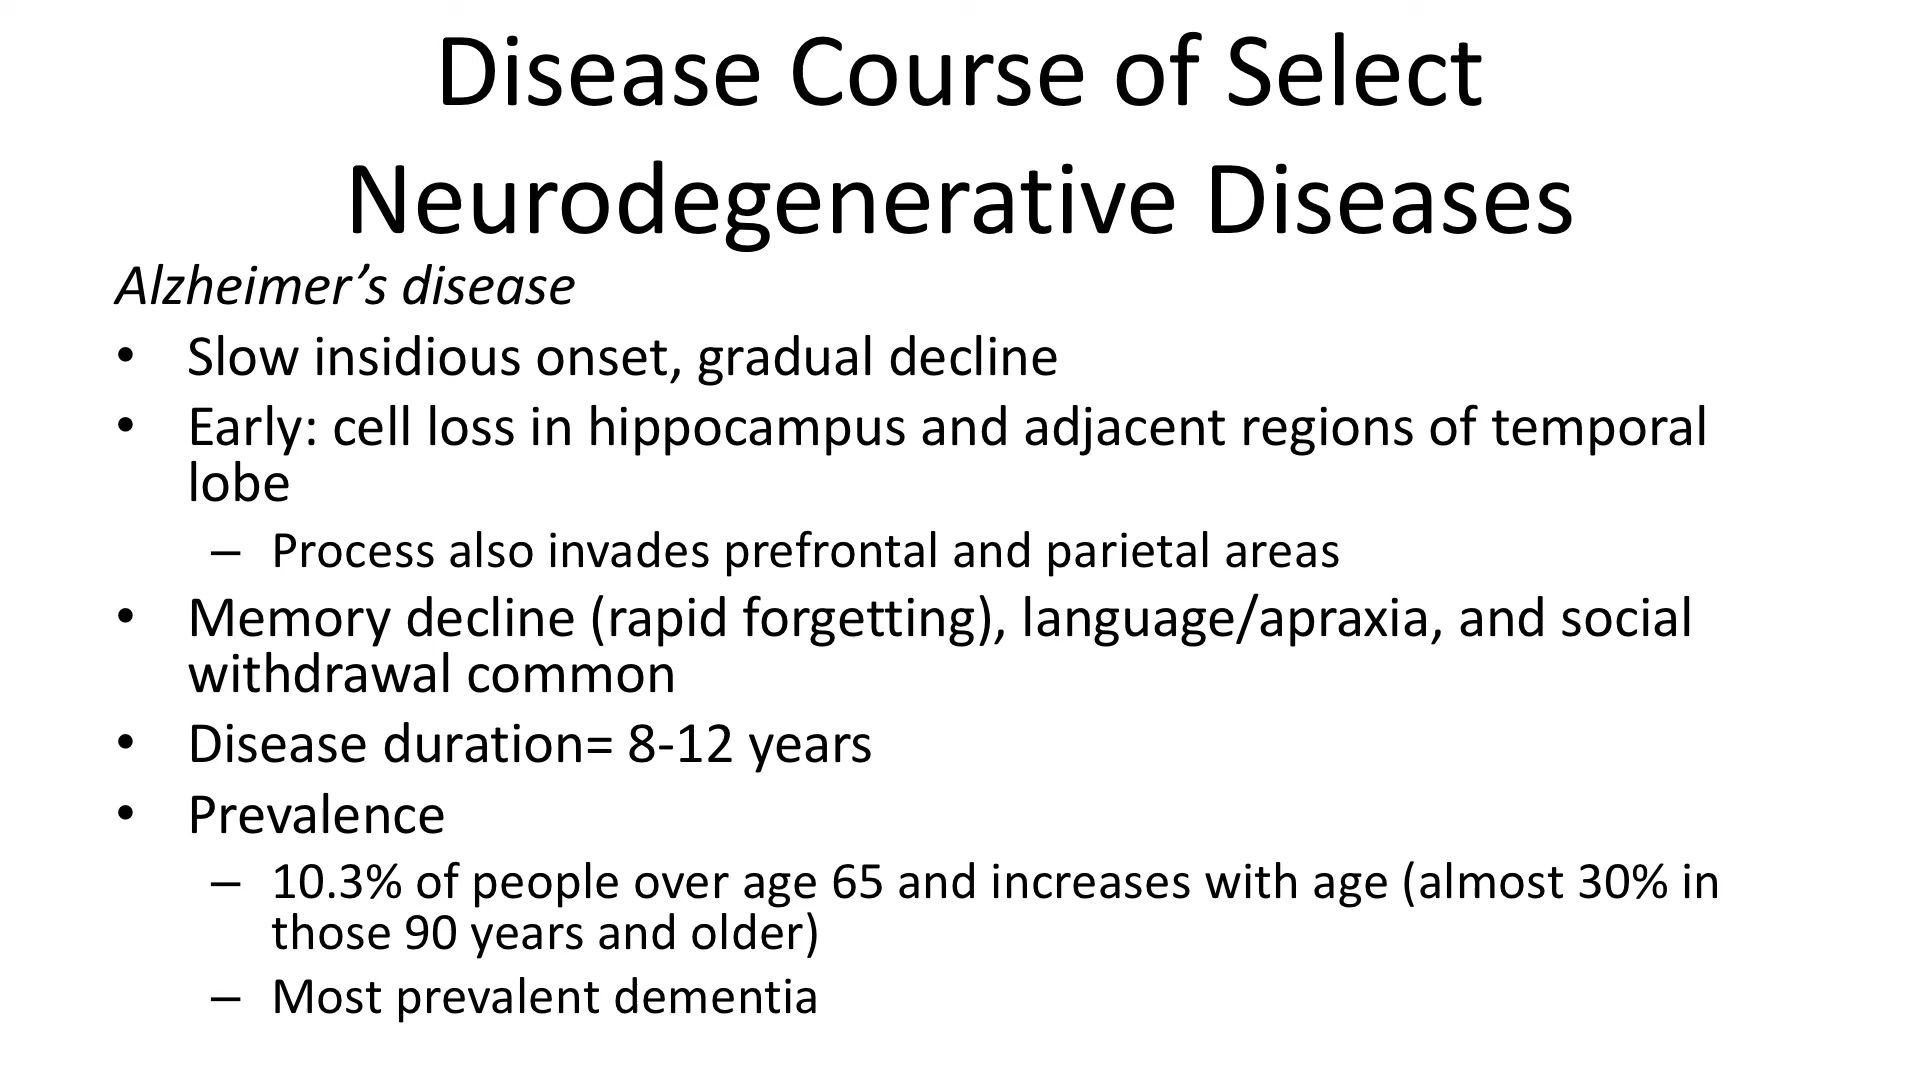 Disease Course of Select
Neurodegenerative Diseases
Alzheimer’s disease
• Slow insidious onset, gradual decline
• Early: cell loss in hippocampus and adjacent regions of temporal
lobe
– Process also invades prefrontal and parietal areas
• Memory decline (rapid forgetting), language/apraxia, and social
withdrawal common
• Disease duration= 8-12 years
• Prevalence
– 10.3% of people over age 65 and increases with age (almost 30% in
those 90 years and older)
– Most prevalent dementia